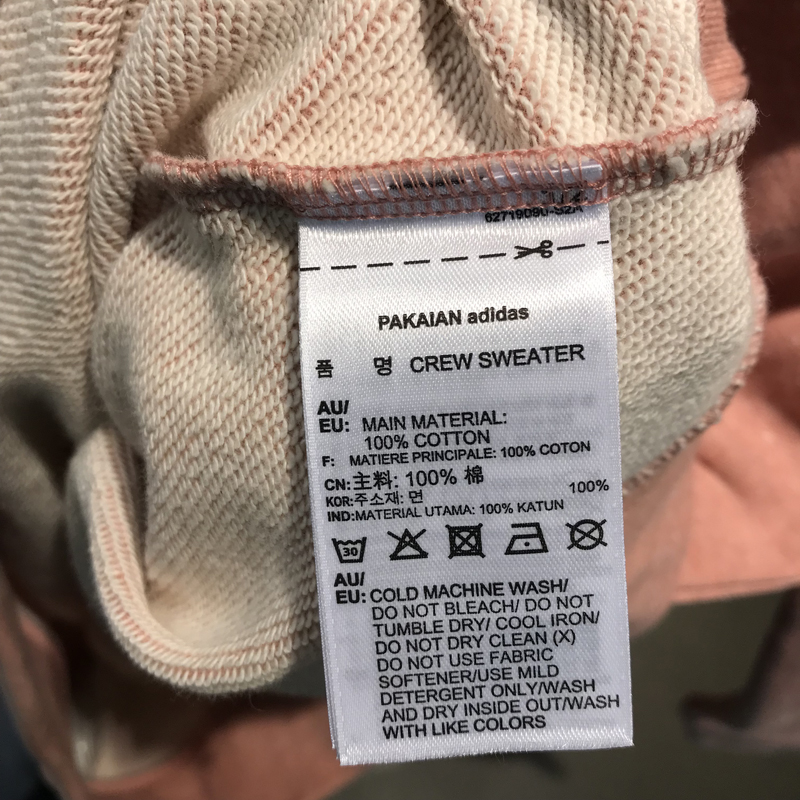 62719090-S2A
PAKAIAN adidas
품 명 CREW SWEATER
AU/
EU: MAIN MATERIAL:
100% COTTON
F: MATIERE PRINCIPALE: 100% COTON
CN:主料: 100% 棉
KOR:주소재: 면 100%
IND:MATERIAL UTAMA: 100% KATUN
30
AU/
EU: COLD MACHINE WASH/
DO NOT BLEACH/ DO NOT
TUMBLE DRY/ COOL IRON/
DO NOT DRY CLEAN (X)
DO NOT USE FABRIC
SOFTENER/USE MILD
DETERGENT ONLY/WASH
AND DRY INSIDE OUT/WASH
WITH LIKE COLORS